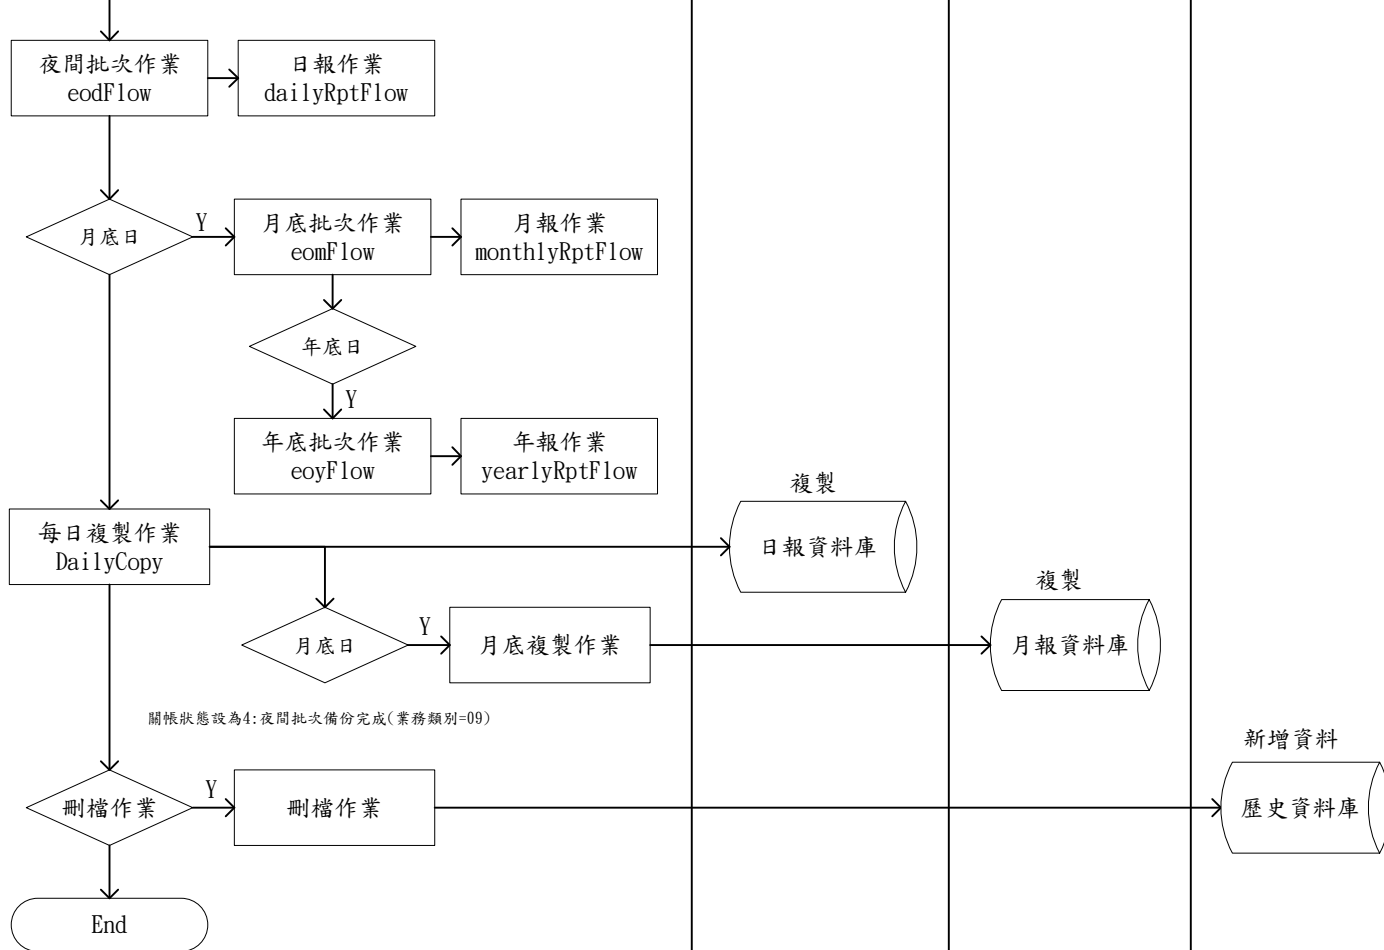 夜間批次作業
eodFlow
日報作業
dailyRptFlow
月底日
Y
月底批次作業
eomFlow
月報作業
monthlyRptFlow
年底日
Y
年底批次作業
eoyFlow
年報作業
yearlyRptFlow
複製
日報資料庫
每日複製作業
DailyCopy
複製
月報資料庫
月底日
Y
月底複製作業
關帳狀態設為4:夜間批次備份完成(業務類別=09)
新增資料
歷史資料庫
刪檔作業
Y
刪檔作業
End